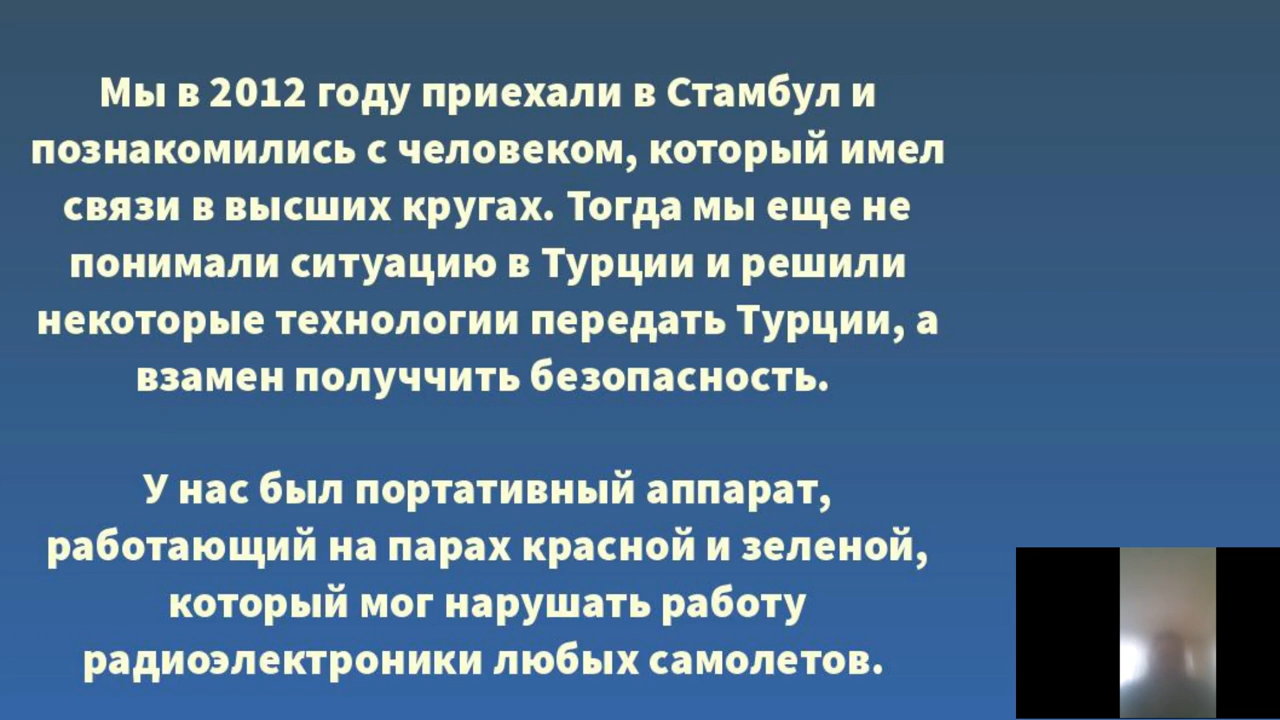 Мы в 2012 году приехали в Стамбул и
познакомились с человеком, который имел
связи в высших кругах. Тогда мы еще не
понимали ситуацию в Турции и решили
некоторые технологии передать Турции, а
взамен получчить безопасность.
У нас был портативный аппарат,
работающий на парах красной и зеленой,
который мог нарушать работу
радиоэлектроники любых самолетов.